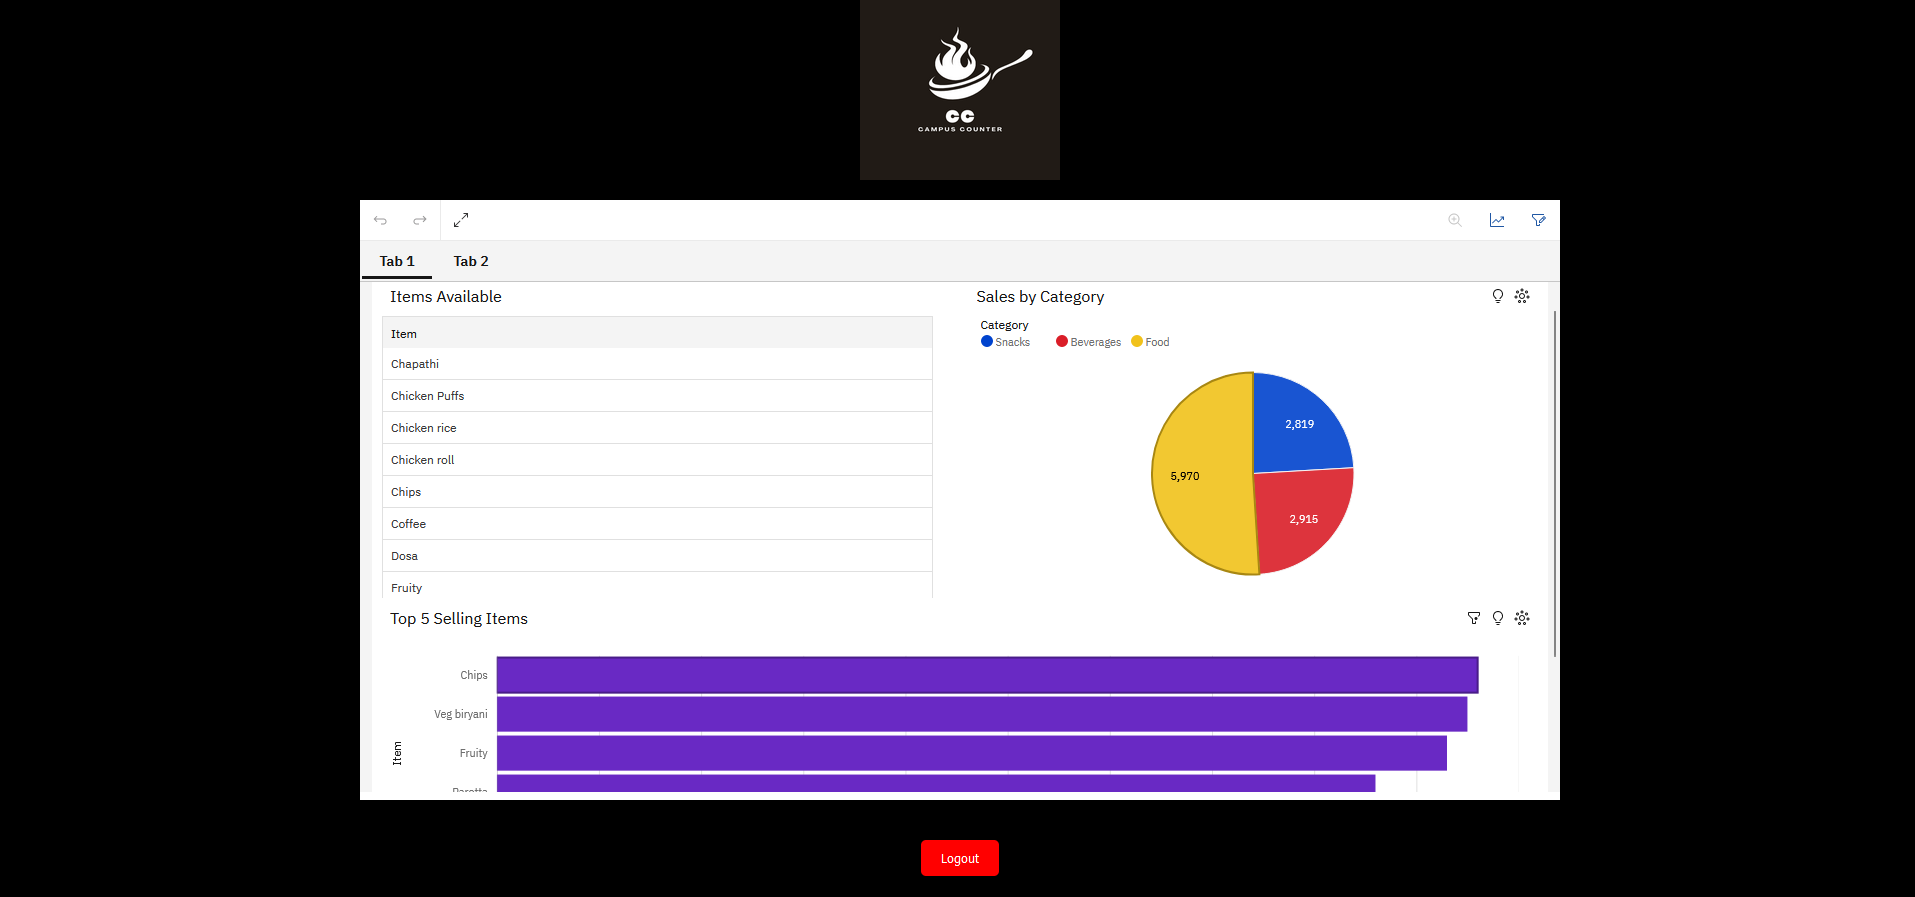 CC
CAMPUS COUNTER
Tab 1 Tab 2
Items Available
Item
Chapathi
Chicken Puffs
Chicken rice
Chicken roll
Chips
Coffee
Dosa
Fruity
Sales by Category
Category
Snacks Beverages Food
2,819
5,970
2,915
Top 5 Selling Items
Item
Chips
Veg biryani
Fruity
Parotta
Logout